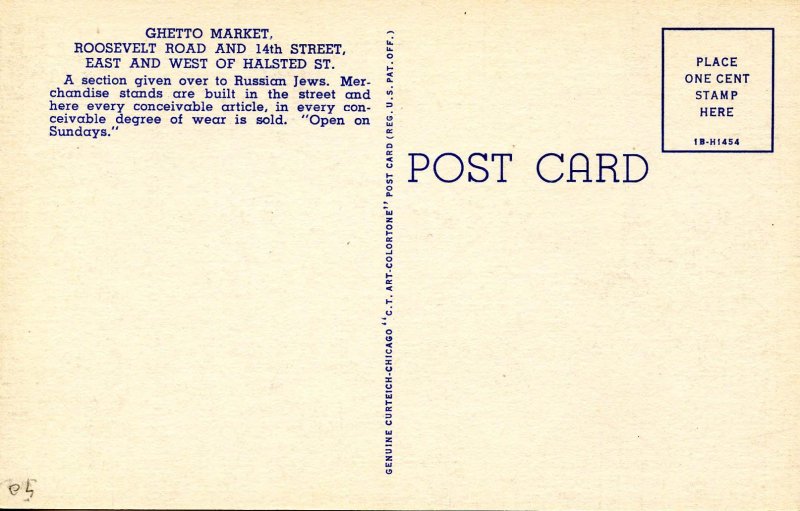 GHETTO MARKET,
ROOSEVELT ROAD AND 14th STREET,
EAST AND WEST OF HALSTED ST.
A section given over to Russian Jews. Mer-
chandise stands are built in the street and
here every conceivable article, in every con-
ceivable degree of wear is sold. "Open on
Sundays."
GENUINE CURTEICH-CHICAGO "C.T. ART-COLORTONE" POST CARD (REG. U.S. PAT. OFF.)
POST CARD
PLACE
ONE CENT
STAMP
HERE
1B-H1454